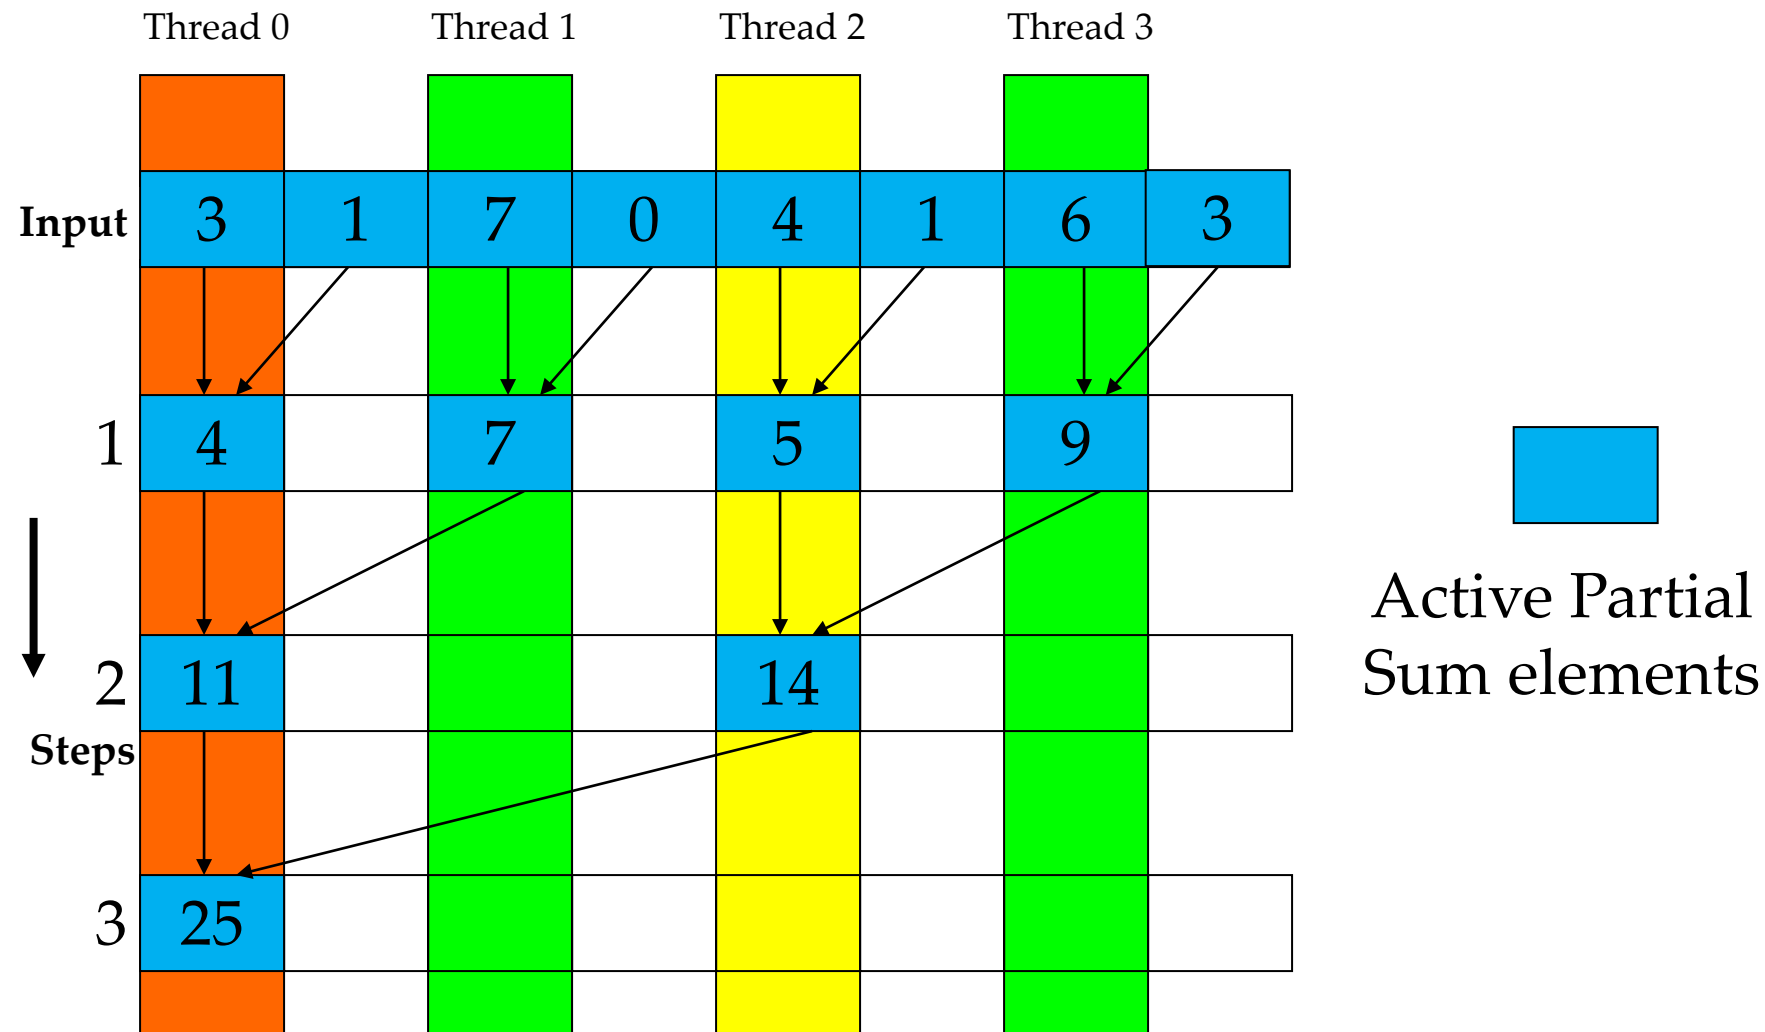 Thread 0 Thread 1 Thread 2 Thread 3
Input 3 1 7 0 4 1 6 3
1 4 7 5 9
2 11 14
Steps
3 25
Active Partial
Sum elements